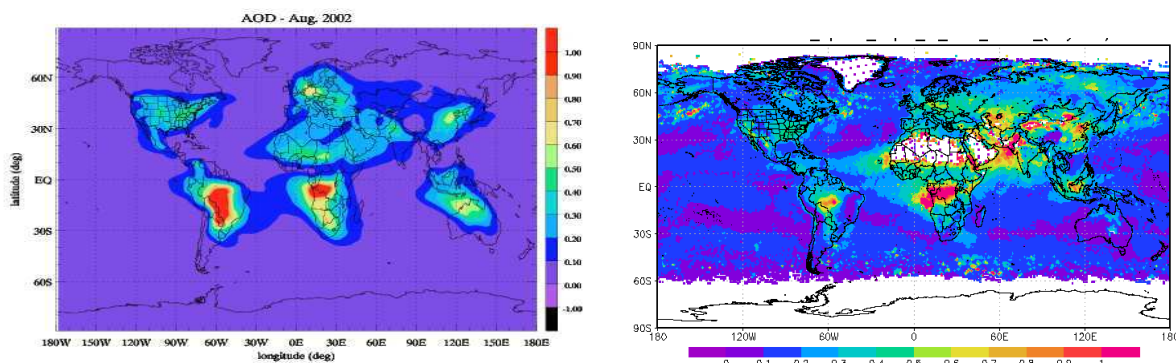 AOD - Aug. 2002
1.00
0.90
0.80
0.70
0.60
0.50
0.40
0.30
0.20
0.10
0.00
-1.00
60N
30N
EQ
30S
60S
latitude (deg)
180W 150W 120W 90W 60W 30W 0 30E 60E 90E 120E 150E 180E
longitude (deg)
90N
60N
30N
EQ
30S
60S
90S
180 120W 60W 0 60E 120E 180